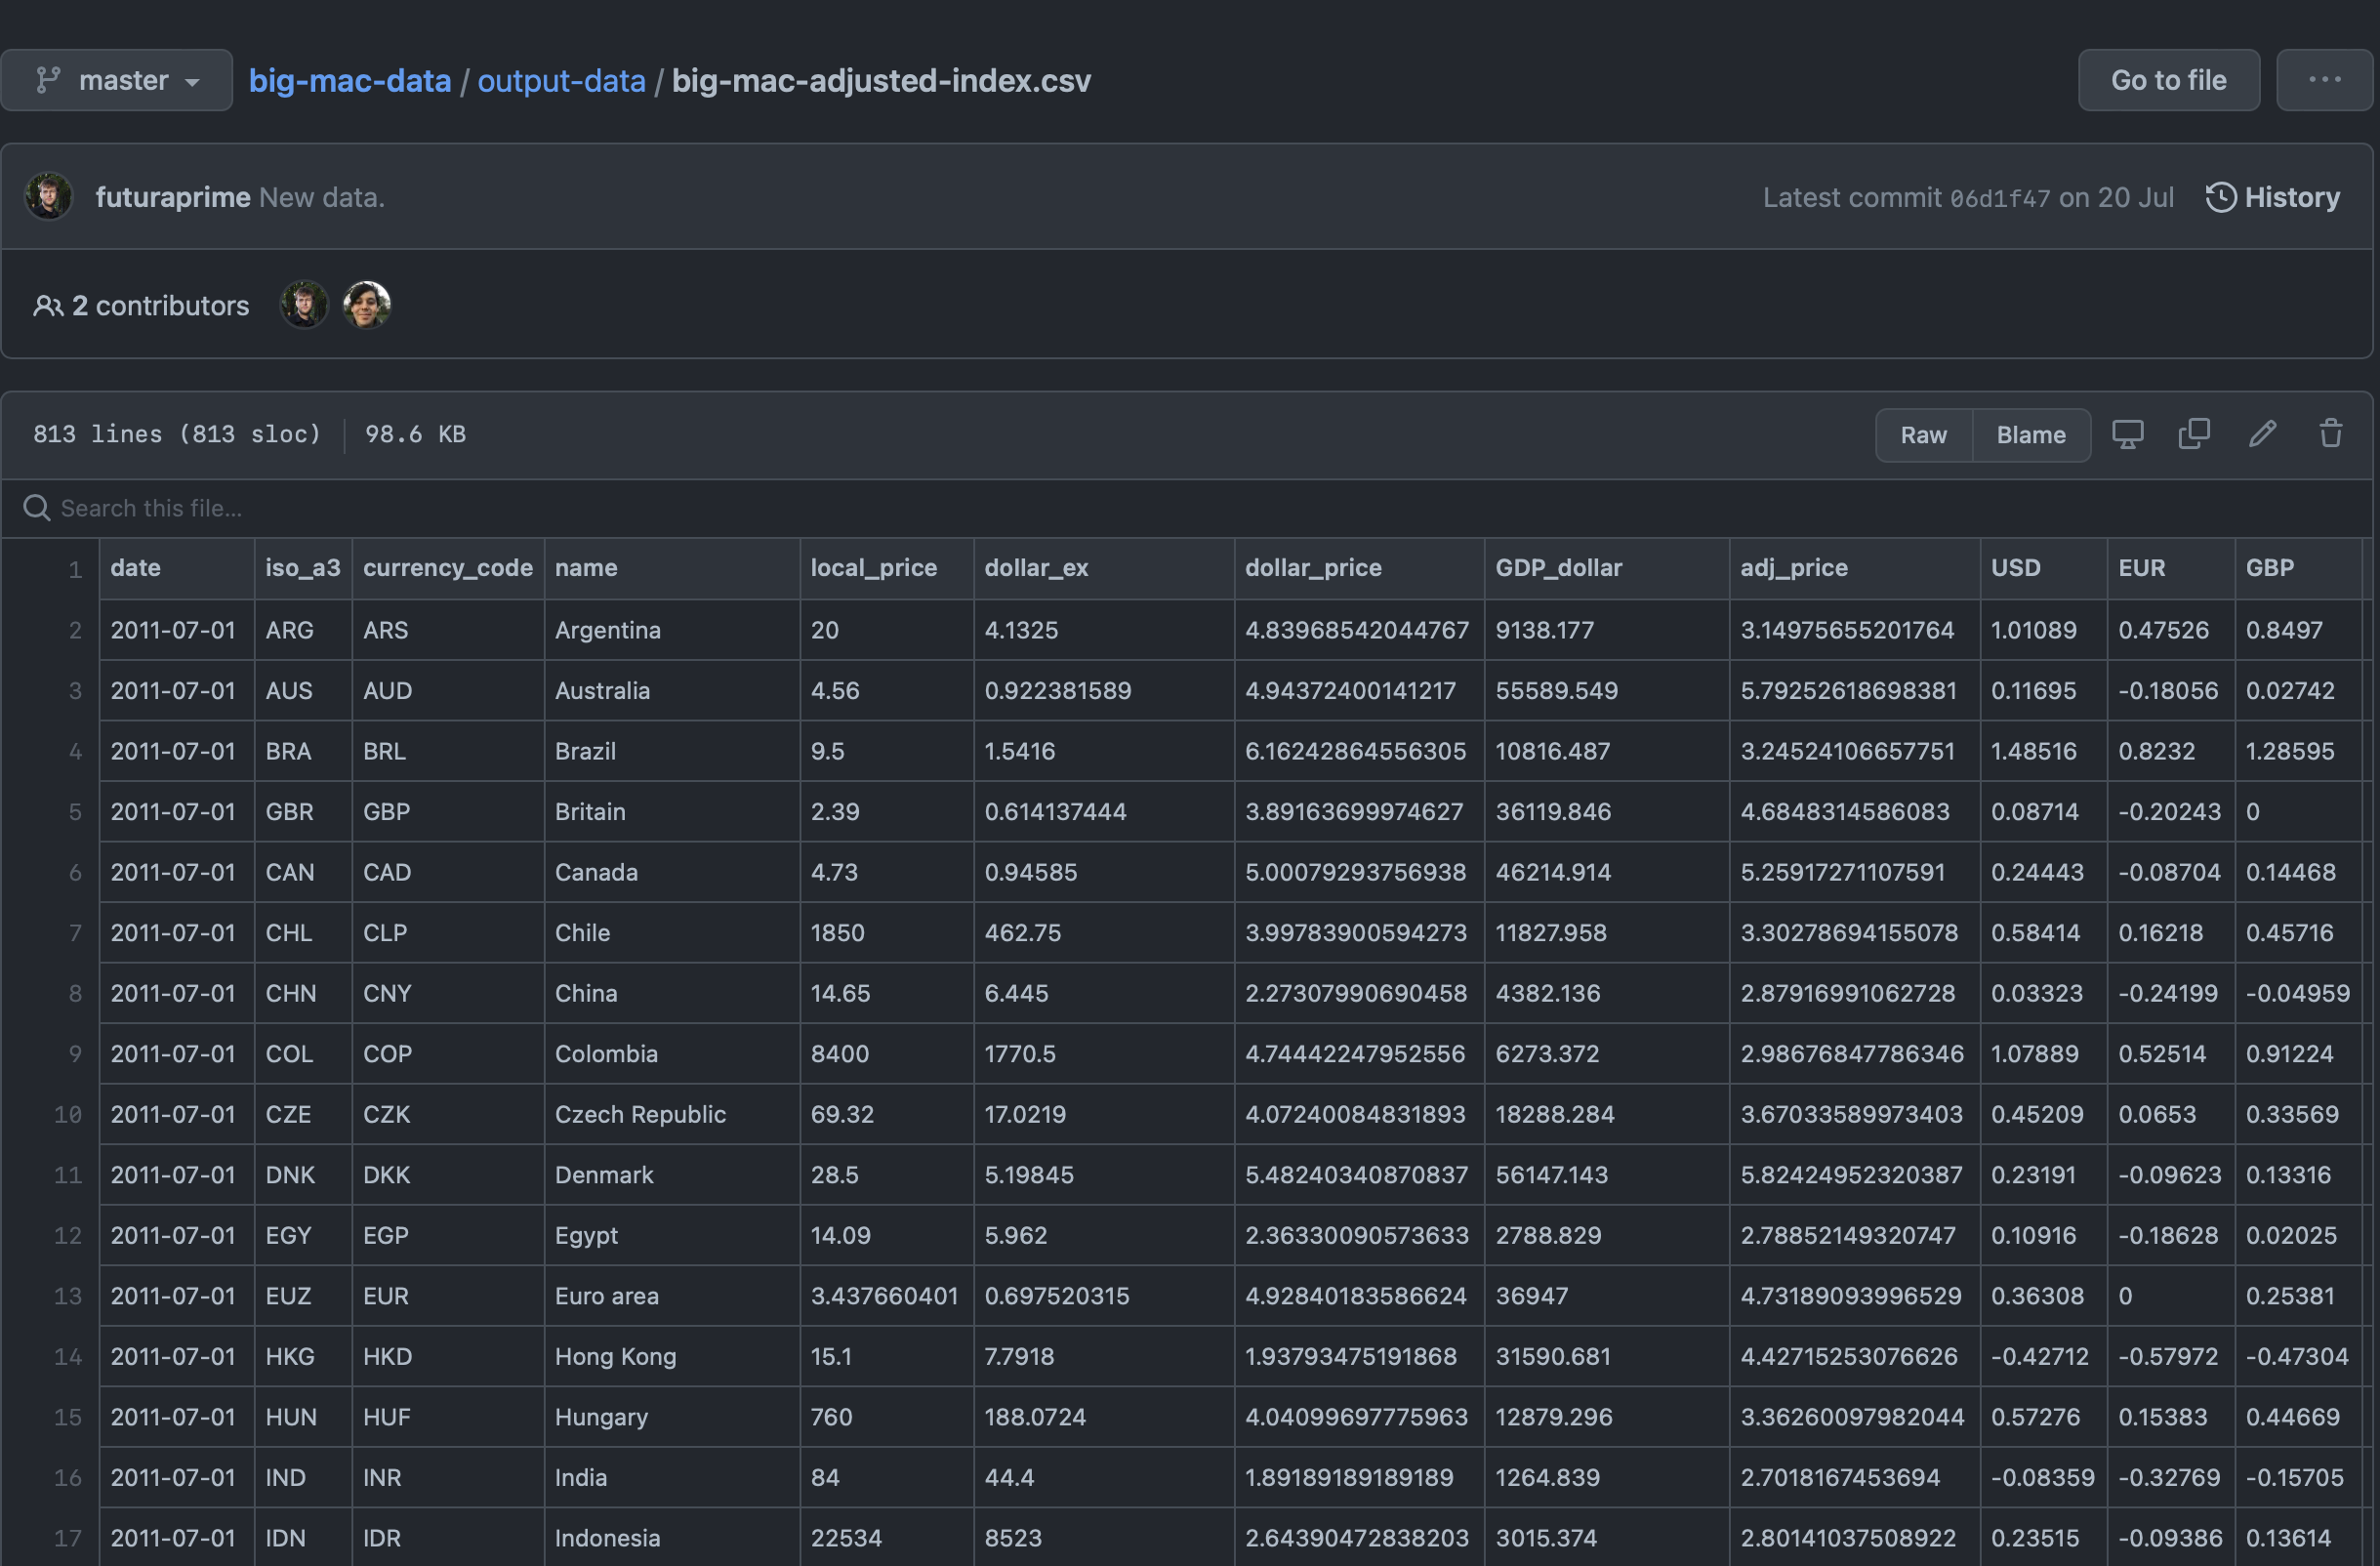 master big-mac-data / output-data / big-mac-adjusted-index.csv Go to file ...
futuraprime New data. Latest commit 06d1f47 on 20 Jul History
2 contributors
813 lines (813 sloc) 98.6 KB Raw Blame
Search this file...
1 date iso_a3 currency_code name local_price dollar_ex dollar_price GDP_dollar adj_price USD EUR GBP
2 2011-07-01 ARG ARS Argentina 20 4.1325 4.83968542044767 9138.177 3.14975655201764 1.01089 0.47526 0.8497
3 2011-07-01 AUS AUD Australia 4.56 0.922381589 4.94372400141217 55589.549 5.79252618698381 0.11695 -0.18056 0.02742
4 2011-07-01 BRA BRL Brazil 9.5 1.5416 6.16242864556305 10816.487 3.24524106657751 1.48516 0.8232 1.28595
5 2011-07-01 GBR GBP Britain 2.39 0.614137444 3.89163699974627 36119.846 4.6848314586083 0.08714 -0.20243 0
6 2011-07-01 CAN CAD Canada 4.73 0.94585 5.00079293756938 46214.914 5.25917271107591 0.24443 -0.08704 0.14468
7 2011-07-01 CHL CLP Chile 1850 462.75 3.99783900594273 11827.958 3.30278694155078 0.58414 0.16218 0.45716
8 2011-07-01 CHN CNY China 14.65 6.445 2.27307990690458 4382.136 2.87916991062728 0.03323 -0.24199 -0.04959
9 2011-07-01 COL COP Colombia 8400 1770.5 4.74442247952556 6273.372 2.98676847786346 1.07889 0.52514 0.91224
10 2011-07-01 CZE CZK Czech Republic 69.32 17.0219 4.07240084831893 18288.284 3.67033589973403 0.45209 0.0653 0.33569
11 2011-07-01 DNK DKK Denmark 28.5 5.19845 5.48240340870837 56147.143 5.82424952320387 0.23191 -0.09623 0.13316
12 2011-07-01 EGY EGP Egypt 14.09 5.962 2.36330090573633 2788.829 2.78852149320747 0.10916 -0.18628 0.02025
13 2011-07-01 EUZ EUR Euro area 3.437660401 0.697520315 4.92840183586624 36947 4.73189093996529 0.36308 0 0.25381
14 2011-07-01 HKG HKD Hong Kong 15.1 7.7918 1.93793475191868 31590.681 4.42715253076626 -0.42712 -0.57972 -0.47304
15 2011-07-01 HUN HUF Hungary 760 188.0724 4.04099697775963 12879.296 3.36260097982044 0.57276 0.15383 0.44669
16 2011-07-01 IND INR India 84 44.4 1.89189189189189 1264.839 2.7018167453694 -0.08359 -0.32769 -0.15705
17 2011-07-01 IDN IDR Indonesia 22534 8523 2.64390472838203 3015.374 2.80141037508922 0.23515 -0.09386 0.13614